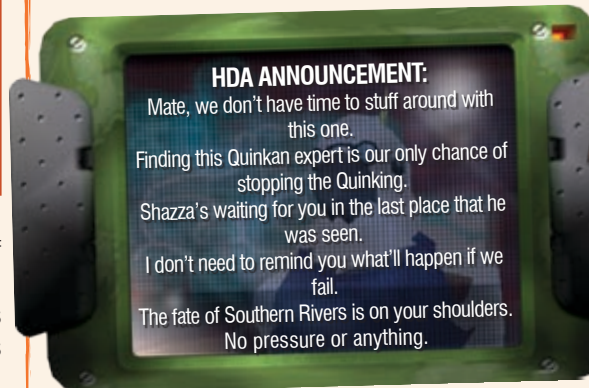 HDA ANNOUNCEMENT:
Mate, we don't have time to stuff around with
this one.
Finding this Quinkan expert is our only chance of
stopping the Quinking.
Shazza's waiting for you in the last place that he
was seen.
I don't need to remind you what'll happen if we
fail.
The fate of Southern Rivers is on your shoulders.
No pressure or anything.